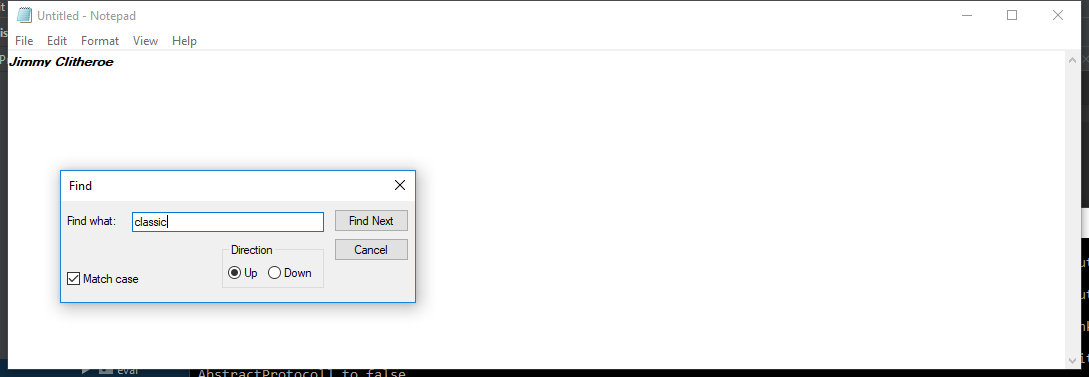 Untitled - Notepad
File Edit Format View Help
Jimmy Clitheroe
Find
Find what: classic Find Next
Direction Cancel
Match case Up Down
eval
AbstractProtocol] to false